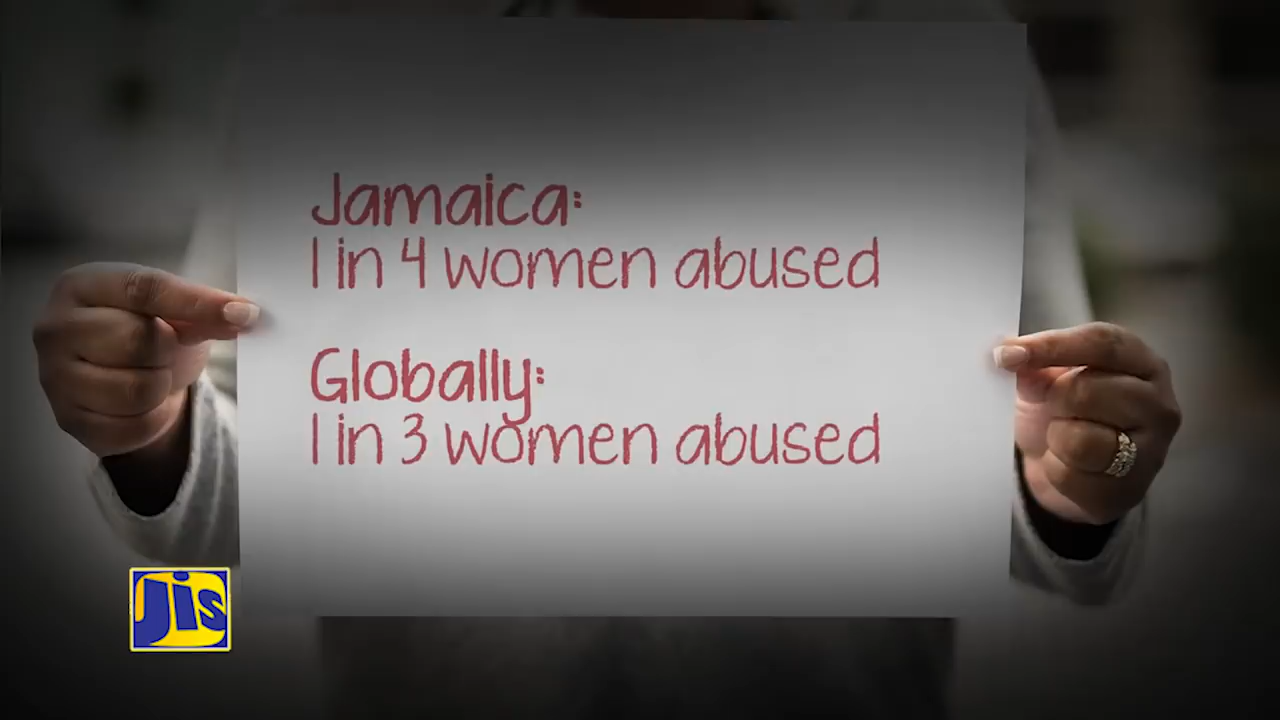 Jamaica:
1 in 4 women abused
Globally:
1 in 3 women abused
Jis